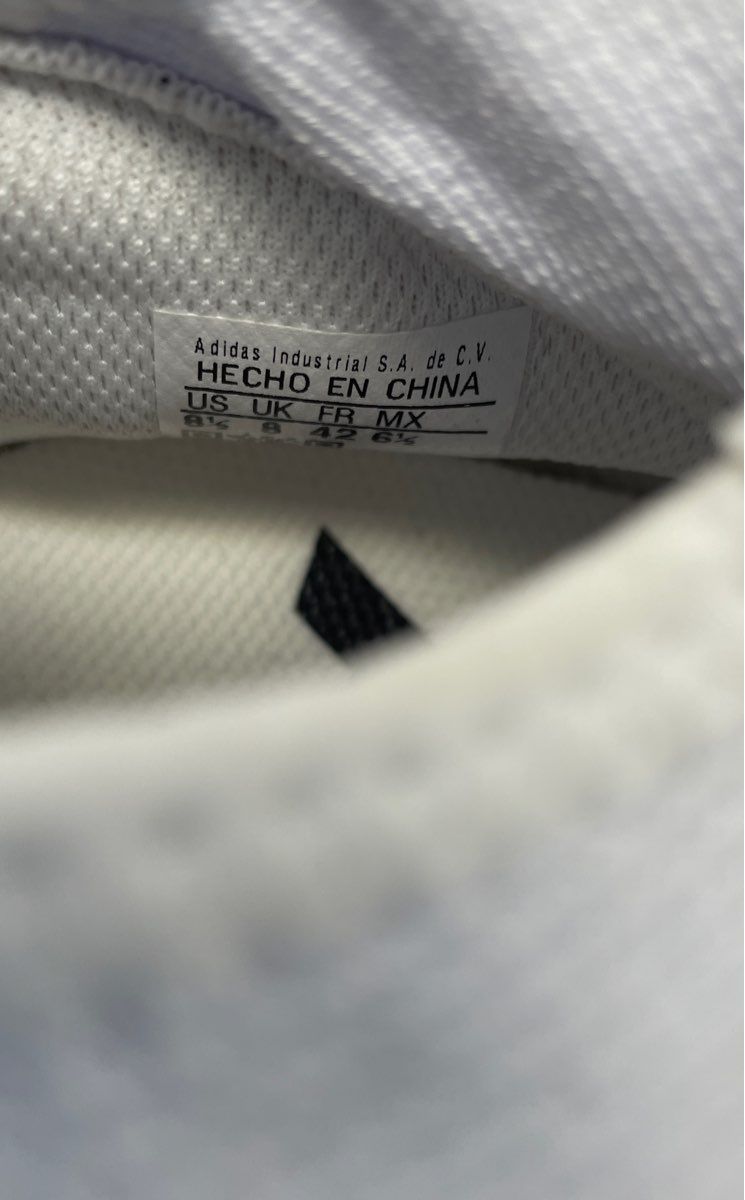 Adidas Industrial S.A. de C.V.
HECHO EN CHINA
US UK FR MX
8½ 8 42 6½